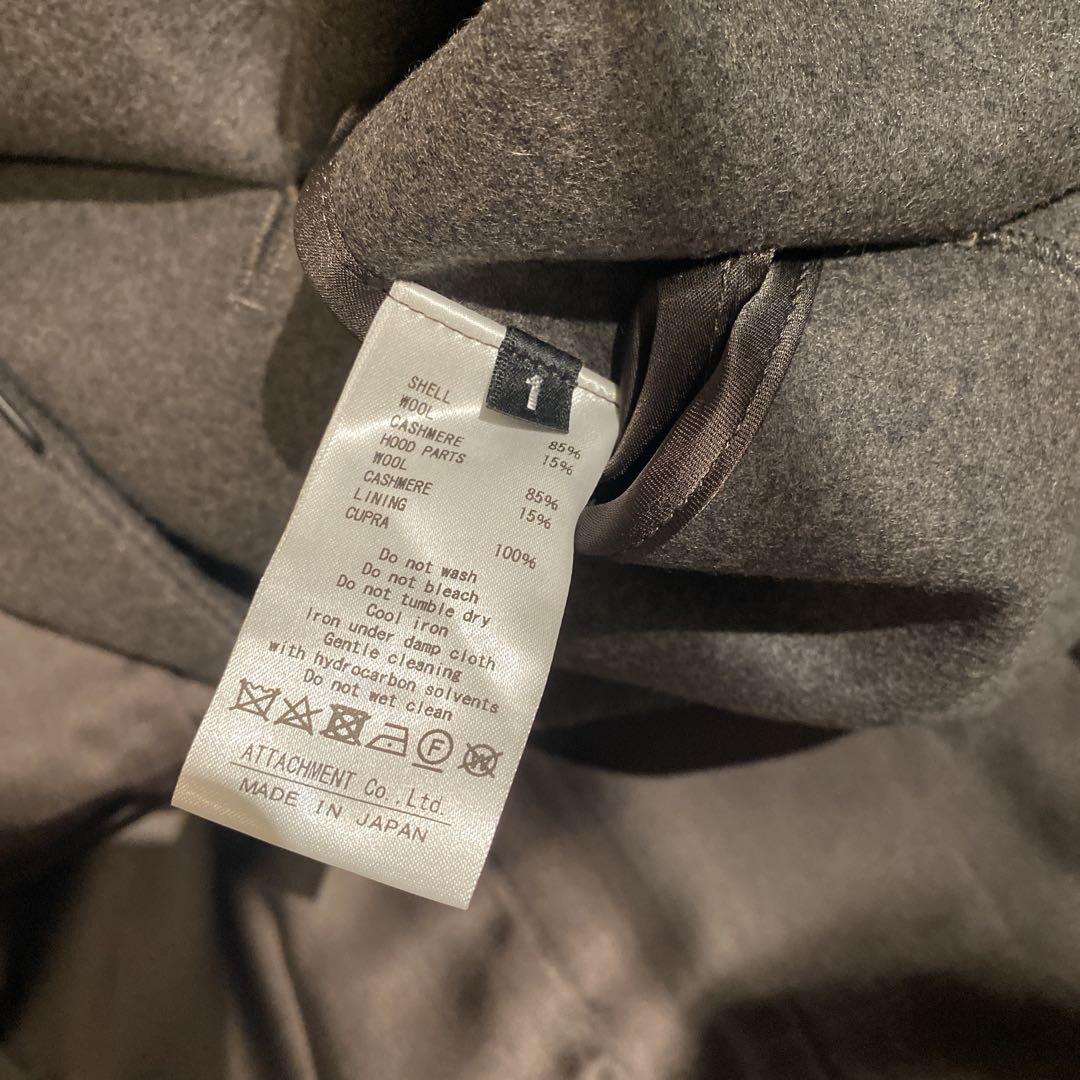 1
SHELL
WOOL 85%
CASHMERE 15%
HOOD PARTS
WOOL 85%
CASHMERE 15%
LINING
CUPRA 100%
Do not wash
Do not bleach
Do not tumble dry
Cool iron
Iron under damp cloth
Gentle cleaning
with hydrocarbon solvents
Do not wet clean
F W
ATTACHMENT Co.,Ltd.
MADE IN JAPAN